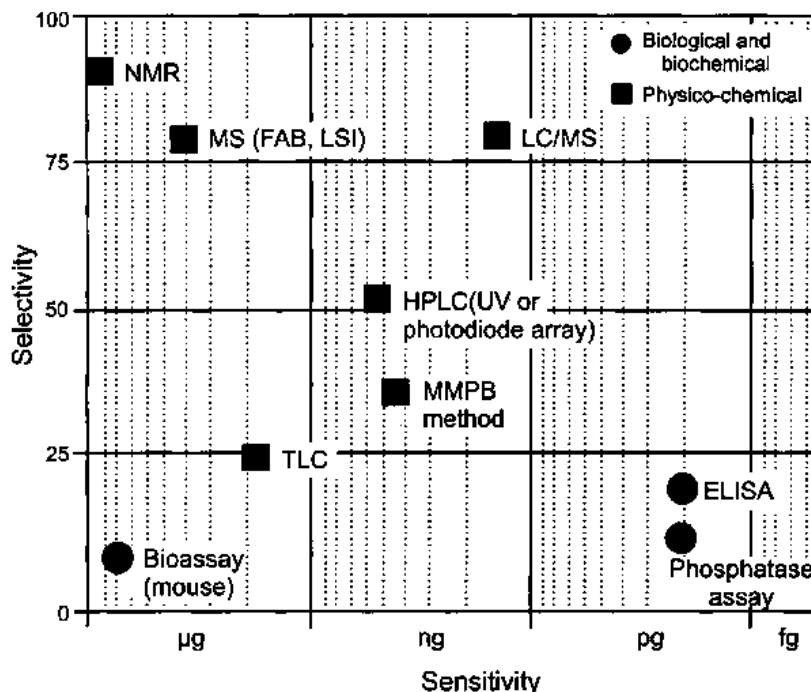 100
Biological and
biochemical
Physico-chemical
NMR
MS (FAB, LSI)
LC/MS
75
Selectivity
HPLC(UV or
photodiode array)
50
MMPB
method
25
TLC
ELISA
Bioassay
(mouse)
Phosphatase
assay
0
µg
ng
pg
fg
Sensitivity